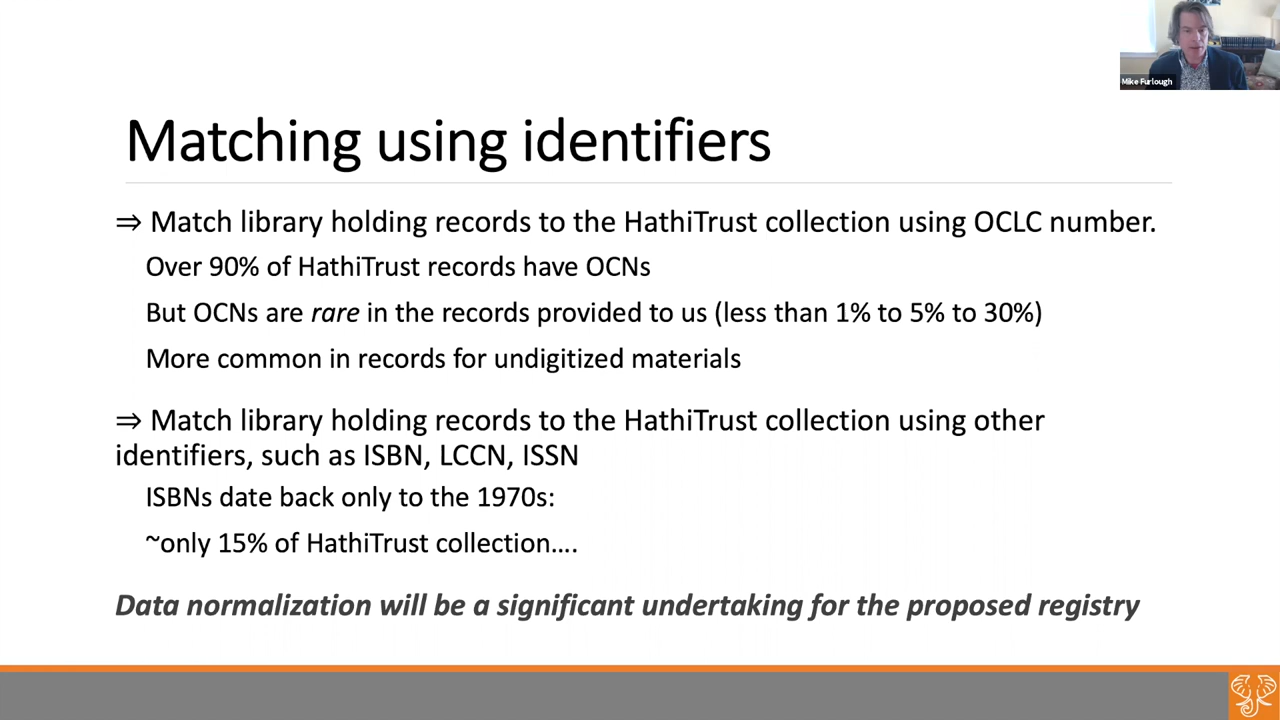 Mike Furlough
Matching using identifiers
⇒ Match library holding records to the HathiTrust collection using OCLC number.
Over 90% of HathiTrust records have OCNs
But OCNs are rare in the records provided to us (less than 1% to 5% to 30%)
More common in records for undigitized materials
⇒ Match library holding records to the HathiTrust collection using other
identifiers, such as ISBN, LCCN, ISSN
ISBNs date back only to the 1970s:
~only 15% of HathiTrust collection….
Data normalization will be a significant undertaking for the proposed registry